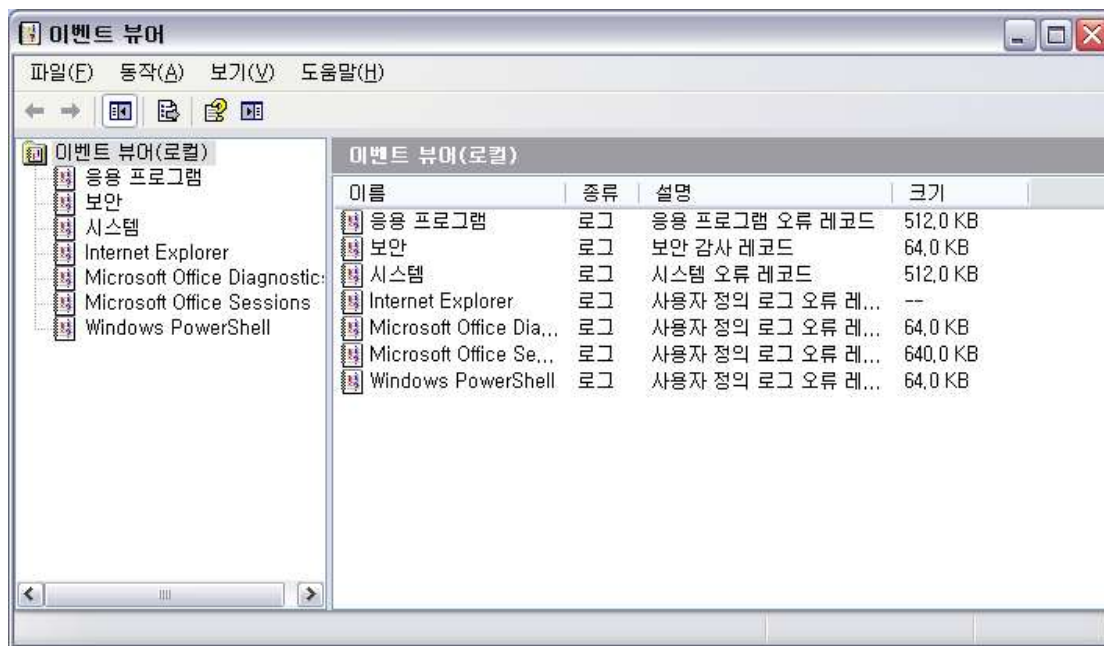 이벤트 뷰어
파일(F) 동작(A) 보기(V) 도움말(H)
이벤트 뷰어(로컬)
응용 프로그램
보안
시스템
Internet Explorer
Microsoft Office Diagnostic
Microsoft Office Sessions
Windows PowerShell
이벤트 뷰어(로컬)
이름 종류 설명 크기
응용 프로그램 로그 응용 프로그램 오류 레코드 512,0 KB
보안 로그 보안 감사 레코드 64,0 KB
시스템 로그 시스템 오류 레코드 512,0 KB
Internet Explorer 로그 사용자 정의 로그 오류 레... --
Microsoft Office Dia,,, 로그 사용자 정의 로그 오류 레... 64,0 KB
Microsoft Office Se,,, 로그 사용자 정의 로그 오류 레... 640,0 KB
Windows PowerShell 로그 사용자 정의 로그 오류 레... 64,0 KB